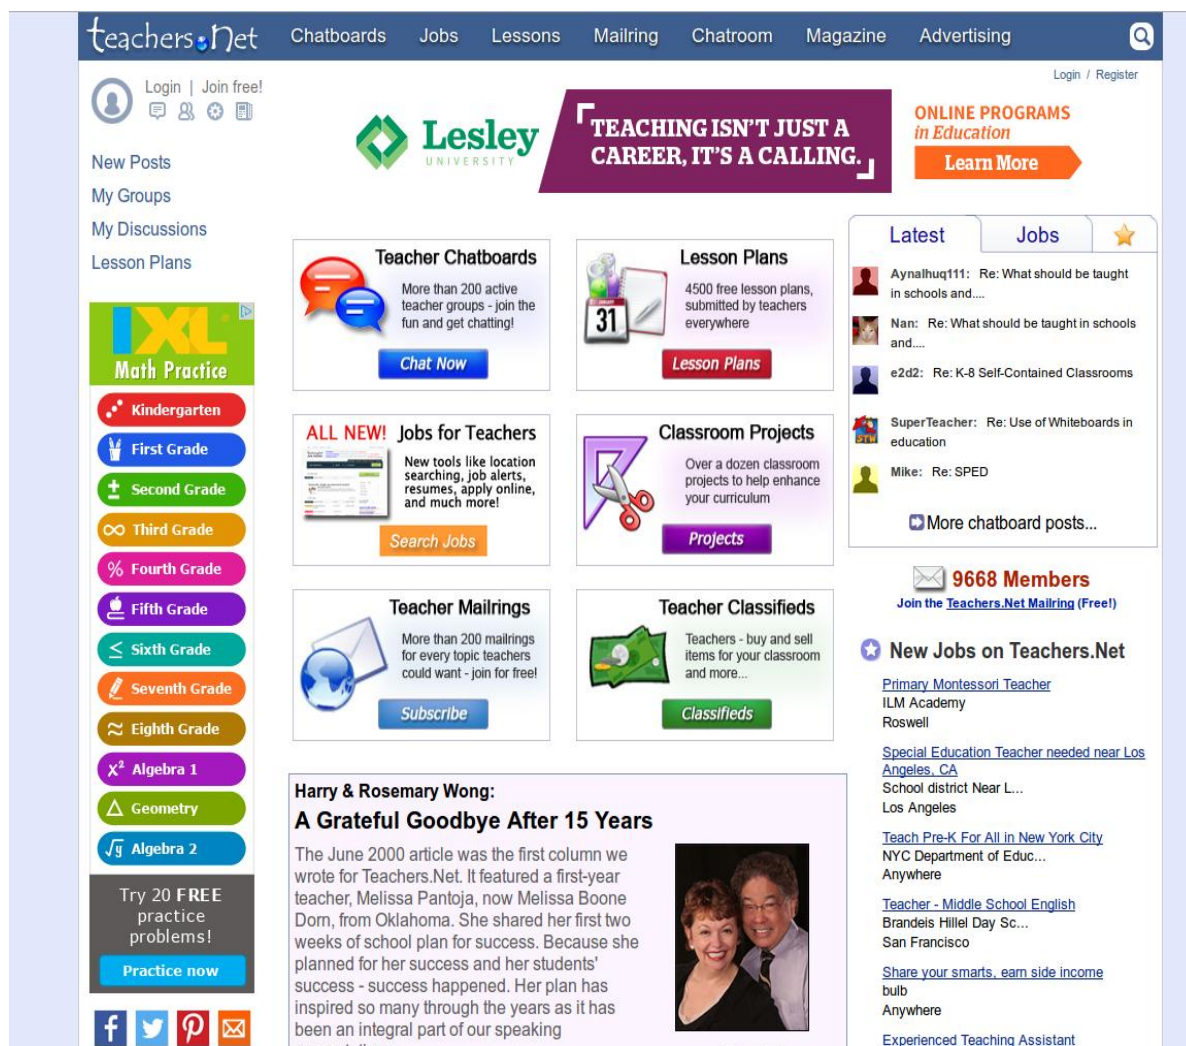 teachers.net
Chatboards Jobs Lessons Mailring Chatroom Magazine Advertising
Login | Join free!
Login / Register
New Posts
My Groups
My Discussions
Lesson Plans
Lesley
UNIVERSITY
TEACHING ISN'T JUST A
CAREER, IT'S A CALLING.
ONLINE PROGRAMS
in Education
Learn More
IXL
Math Practice
Kindergarten
First Grade
Second Grade
Third Grade
% Fourth Grade
Fifth Grade
≤ Sixth Grade
Seventh Grade
≈ Eighth Grade
x² Algebra 1
Geometry
√y Algebra 2
Try 20 FREE
practice
problems!
Practice now
Teacher Chatboards
More than 200 active
teacher groups - join the
fun and get chatting!
Chat Now
Lesson Plans
4500 free lesson plans,
submitted by teachers
everywhere
31
Lesson Plans
ALL NEW! Jobs for Teachers
New tools like location
searching, job alerts,
resumes, apply online,
and much more!
Search Jobs
Classroom Projects
Over a dozen classroom
projects to help enhance
your curriculum
Projects
Teacher Mailrings
More than 200 mailrings
for every topic teachers
could want - join for free!
Subscribe
Teacher Classifieds
Teachers - buy and sell
items for your classroom
and more...
Classifieds
Harry & Rosemary Wong:
A Grateful Goodbye After 15 Years
The June 2000 article was the first column we
wrote for Teachers.Net. It featured a first-year
teacher, Melissa Pantoja, now Melissa Boone
Dorn, from Oklahoma. She shared her first two
weeks of school plan for success. Because she
planned for her success and her students'
success - success happened. Her plan has
inspired so many through the years as it has
been an integral part of our speaking
Latest Jobs
Aynalhuq111: Re: What should be taught
in schools and....
Nan: Re: What should be taught in schools
and....
e2d2: Re: K-8 Self-Contained Classrooms
SuperTeacher: Re: Use of Whiteboards in
education
STW
Mike: Re: SPED
More chatboard posts...
9668 Members
Join the Teachers.Net Mailring (Free!)
New Jobs on Teachers.Net
Primary Montessori Teacher
ILM Academy
Roswell
Special Education Teacher needed near Los
Angeles, CA
School district Near L...
Los Angeles
Teach Pre-K For All in New York City
NYC Department of Educ...
Anywhere
Teacher - Middle School English
Brandeis Hillel Day Sc...
San Francisco
Share your smarts, earn side income
bulb
Anywhere
Experienced Teaching Assistant